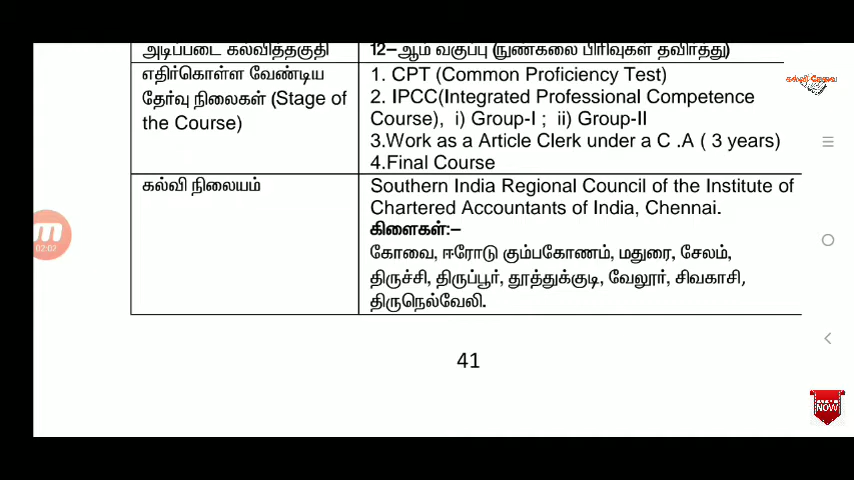 அடிப்படை கல்வித்தகுதி 12–ஆம் வகுப்பு (நுண்கலை பிரிவுகள் தவிர்த்து)
எதிர்கொள்ள வேண்டிய 1. CPT (Common Proficiency Test)
தேர்வு நிலைகள் (Stage of 2. IPCC(Integrated Professional Competence
the Course) Course), i) Group-I ; ii) Group-II
3.Work as a Article Clerk under a C .A ( 3 years)
4.Final Course
கல்வி நிலையம் Southern India Regional Council of the Institute of
Chartered Accountants of India, Chennai.
கிளைகள்:–
கோவை, ஈரோடு கும்பகோணம், மதுரை, சேலம்,
திருச்சி, திருப்பூர், தூத்துக்குடி, வேலூர், சிவகாசி,
திருநெல்வேலி.
41
02:02
NOW